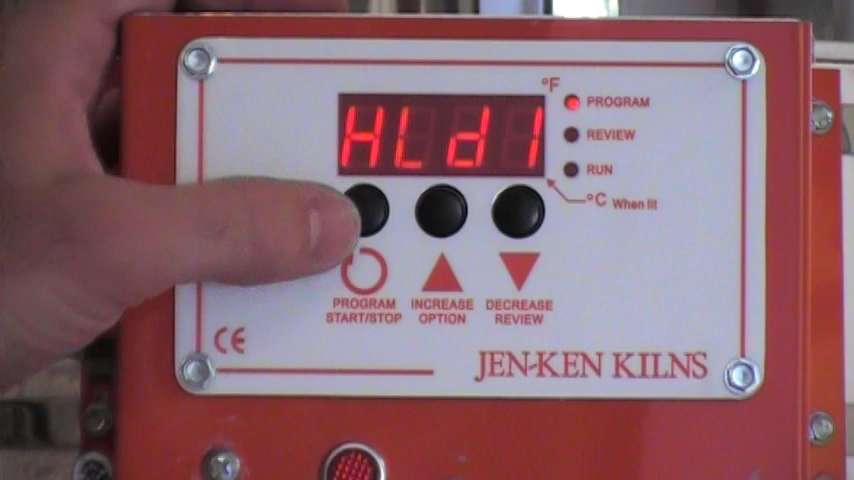 HLd1
°F
PROGRAM
REVIEW
RUN
°C When lit
PROGRAM
START/STOP
INCREASE
OPTION
DECREASE
REVIEW
CE
JEN-KEN KILNS